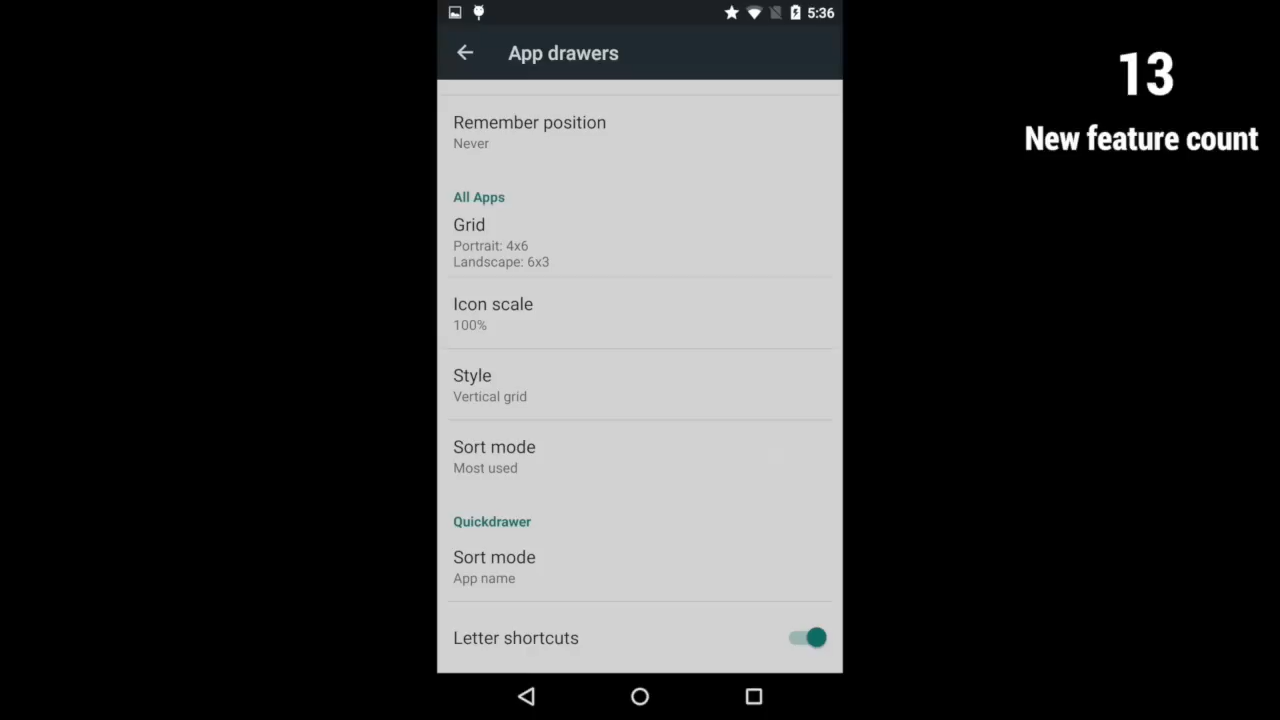 5:36
App drawers
13
New feature count
Remember position
Never
All Apps
Grid
Portrait: 4x6
Landscape: 6x3
Icon scale
100%
Style
Vertical grid
Sort mode
Most used
Quickdrawer
Sort mode
App name
Letter shortcuts